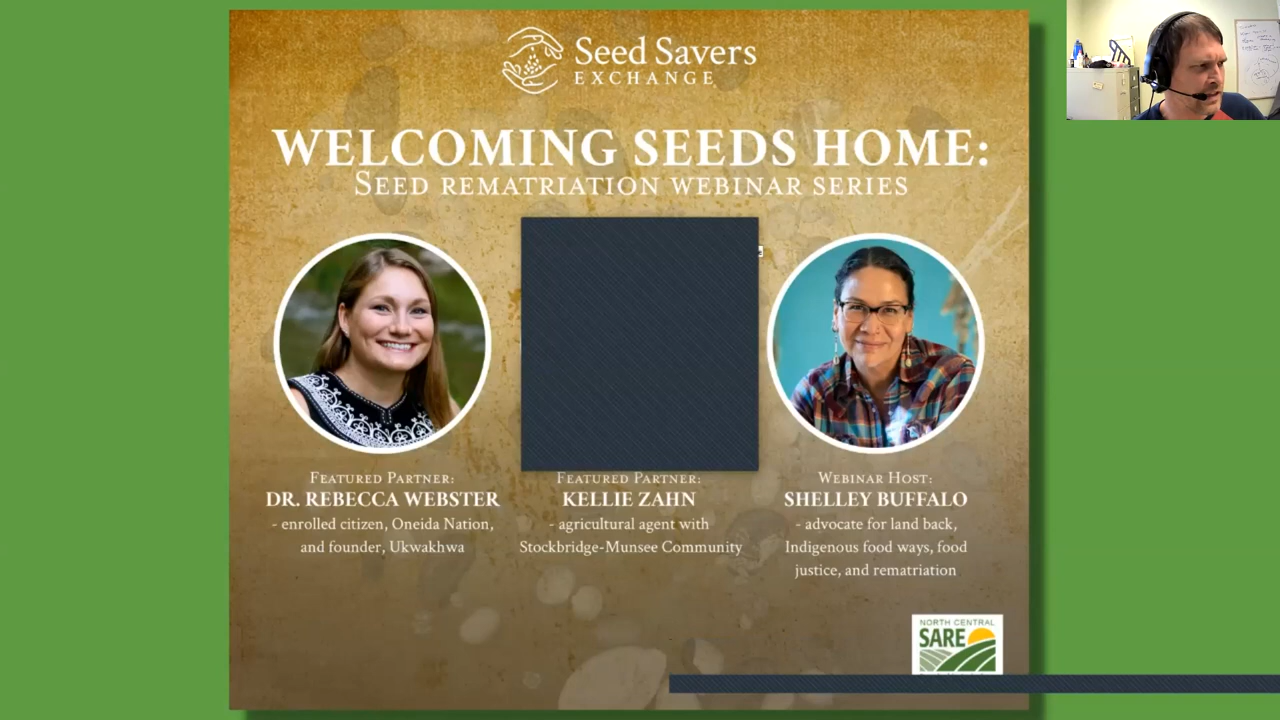 Seed Savers
EXCHANGE
WELCOMING SEEDS HOME:
SEED REMATRIATION WEBINAR SERIES
FEATURED PARTNER:
DR. REBECCA WEBSTER
- enrolled citizen, Oneida Nation,
and founder, Ukwakhwa
FEATURED PARTNER:
KELLIE ZAHN
- agricultural agent with
Stockbridge-Munsee Community
WEBINAR HOST:
SHELLEY BUFFALO
- advocate for land back,
Indigenous food ways, food
justice, and rematriation
NORTH CENTRAL
SARE